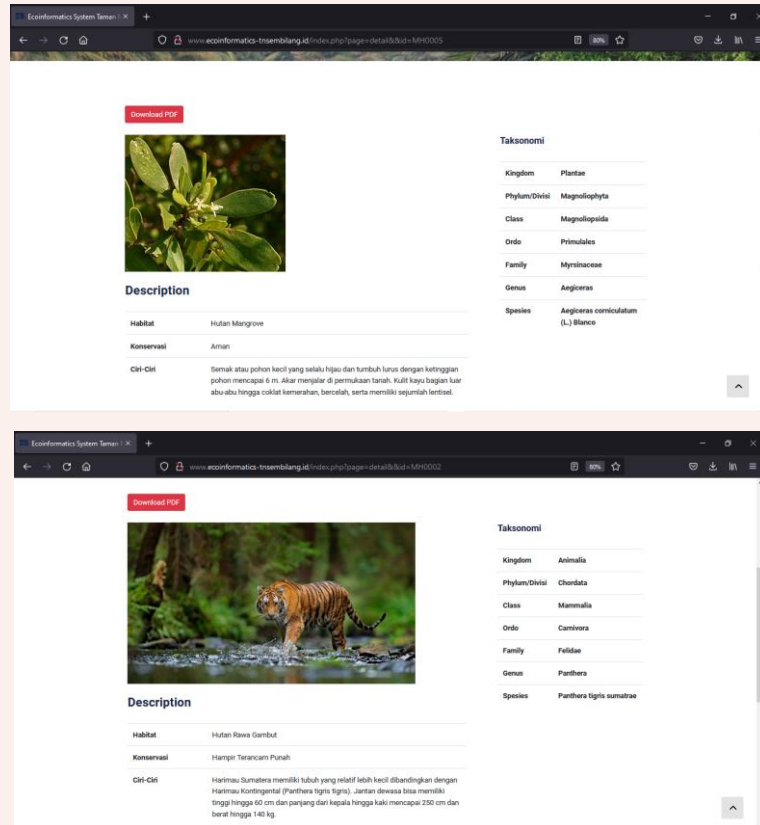 Ecoinformatics System Taman
www.ecoinformatics-tnsembilang.id/index.php?page=detail&&id=MH0005
80%
Download PDF
Taksonomi
Kingdom Plantae
Phylum/Divisi Magnoliophyta
Class Magnoliopsida
Ordo Primulales
Family Myrsinaceae
Genus Aegiceras
Spesies Aegiceras corniculatum
(L.) Blanco
Description
Habitat Hutan Mangrove
Konservasi Aman
Ciri-Ciri Semak atau pohon kecil yang selalu hijau dan tumbuh lurus dengan ketinggian
pohon mencapai 6 m. Akar menjalar di permukaan tanah. Kulit kayu bagian luar
abu-abu hingga coklat kemerahan, bercelah, serta memiliki sejumlah lentisel.
Ecoinformatics System Taman
www.ecoinformatics-tnsembilang.id/index.php?page=detail&&id=MH0002
80%
Download PDF
Taksonomi
Kingdom Animalia
Phylum/Divisi Chordata
Class Mammalia
Ordo Carnivora
Family Felidae
Genus Panthera
Spesies Panthera tigris sumatrae
Description
Habitat Hutan Rawa Gambut
Konservasi Hampir Terancam Punah
Ciri-Ciri Harimau Sumatera memiliki tubuh yang relatif lebih kecil dibandingkan dengan
Harimau Kontingental (Panthera tigris tigris). Jantan dewasa bisa memiliki
tinggi hingga 60 cm dan panjang dari kepala hingga kaki mencapai 250 cm dan
berat hingga 140 kg.